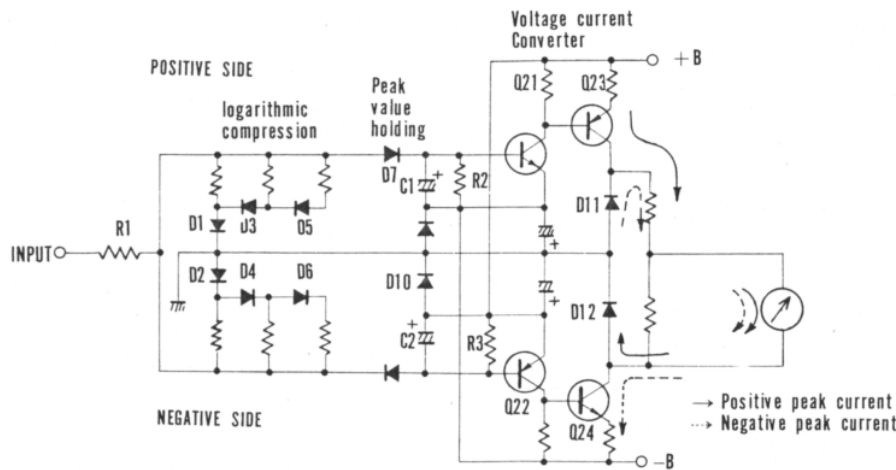 Voltage current
Converter
POSITIVE SIDE
Peak
value
holding
logarithmic
compression
+B
Q21
Q23
D7
C1
+
R2
D1
D3
D5
D11
R1
INPUT
+
D2
D4
D6
D10
+
D12
+
C2
R3
Q22
Q24
NEGATIVE SIDE
→ Positive peak current
⇢ Negative peak current
-B